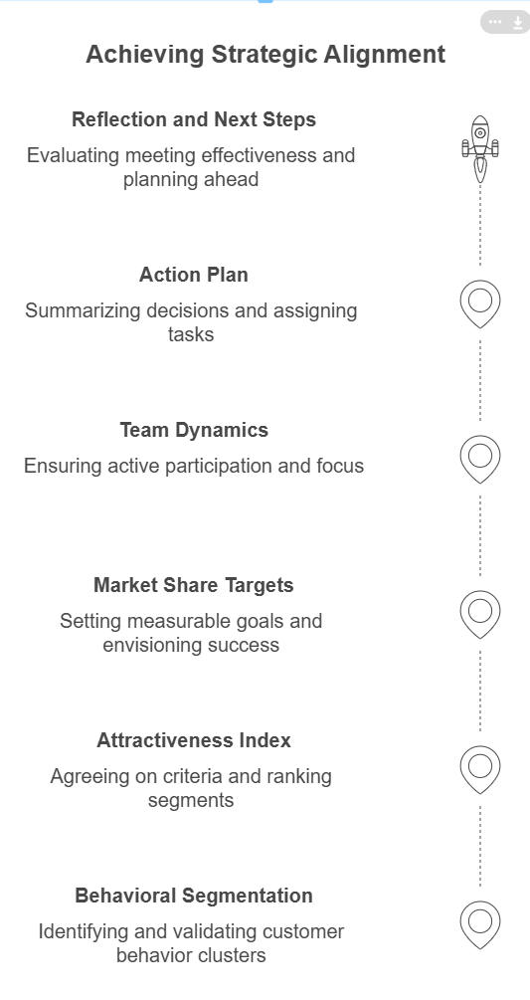 Achieving Strategic Alignment
Reflection and Next Steps
Evaluating meeting effectiveness and
planning ahead
Action Plan
Summarizing decisions and assigning
tasks
Team Dynamics
Ensuring active participation and focus
Market Share Targets
Setting measurable goals and
envisioning success
Attractiveness Index
Agreeing on criteria and ranking
segments
Behavioral Segmentation
Identifying and validating customer
behavior clusters